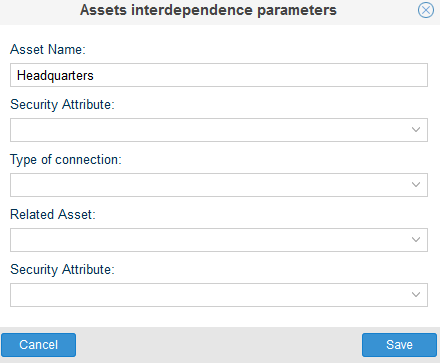 Assets interdependence parameters
Asset Name:
Headquarters
Security Attribute:
Type of connection:
Related Asset:
Security Attribute:
Cancel Save